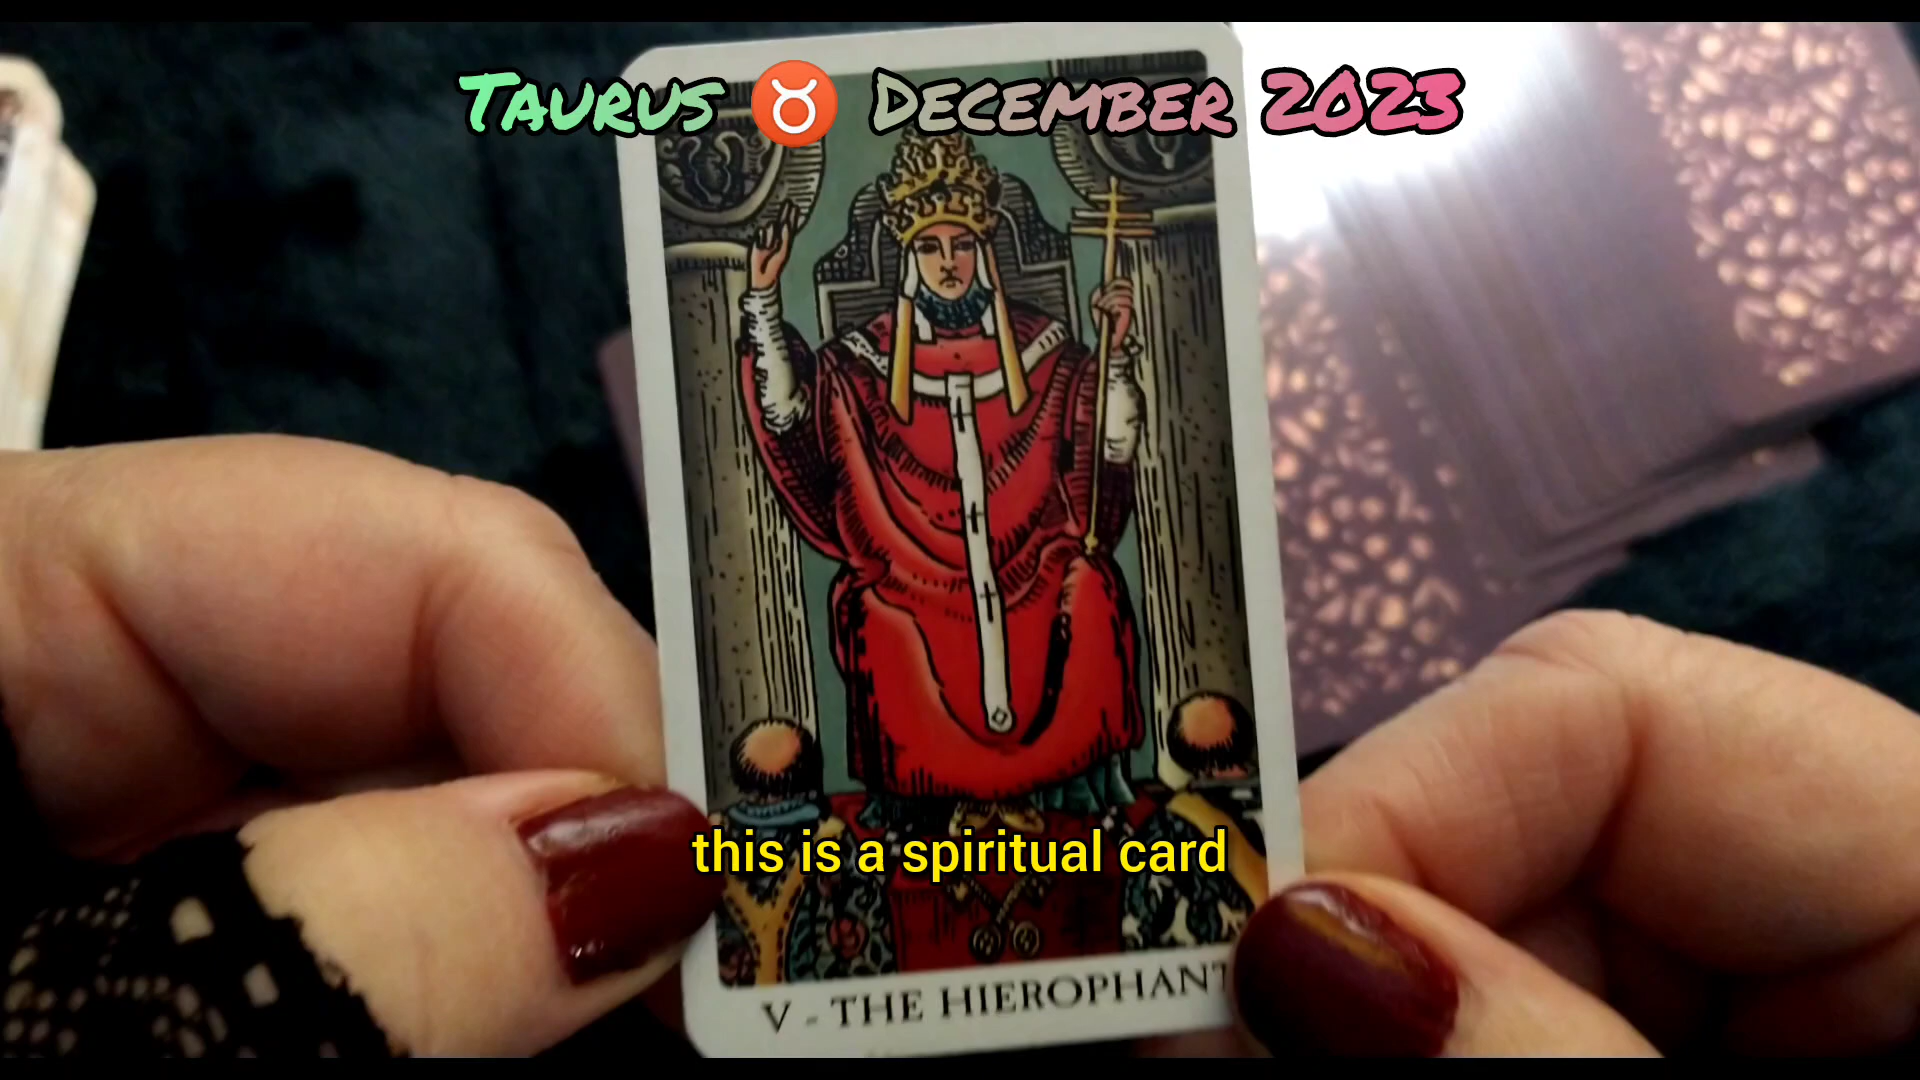 Taurus ♉ December 2023
this is a spiritual card
V - THE HIEROPHANT